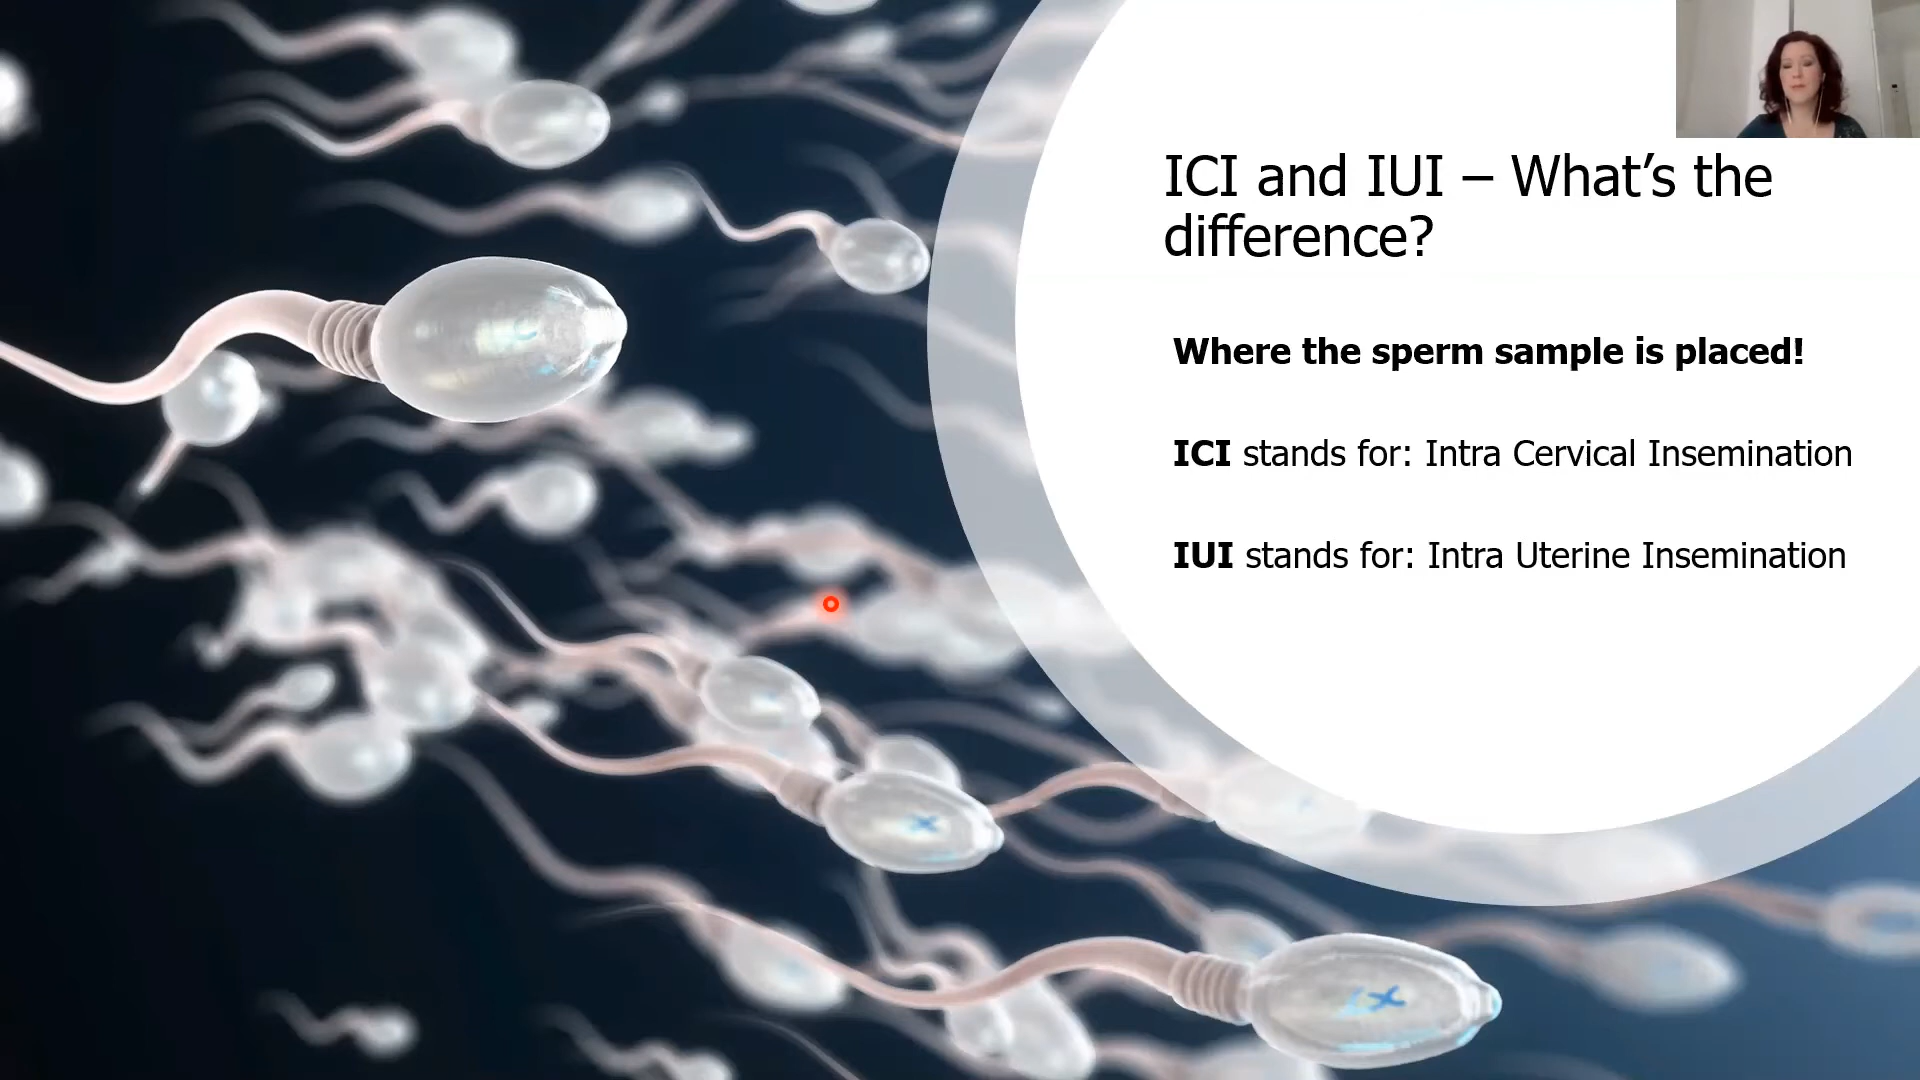 ICI and IUI – What's the
difference?
Where the sperm sample is placed!
ICI stands for: Intra Cervical Insemination
IUI stands for: Intra Uterine Insemination